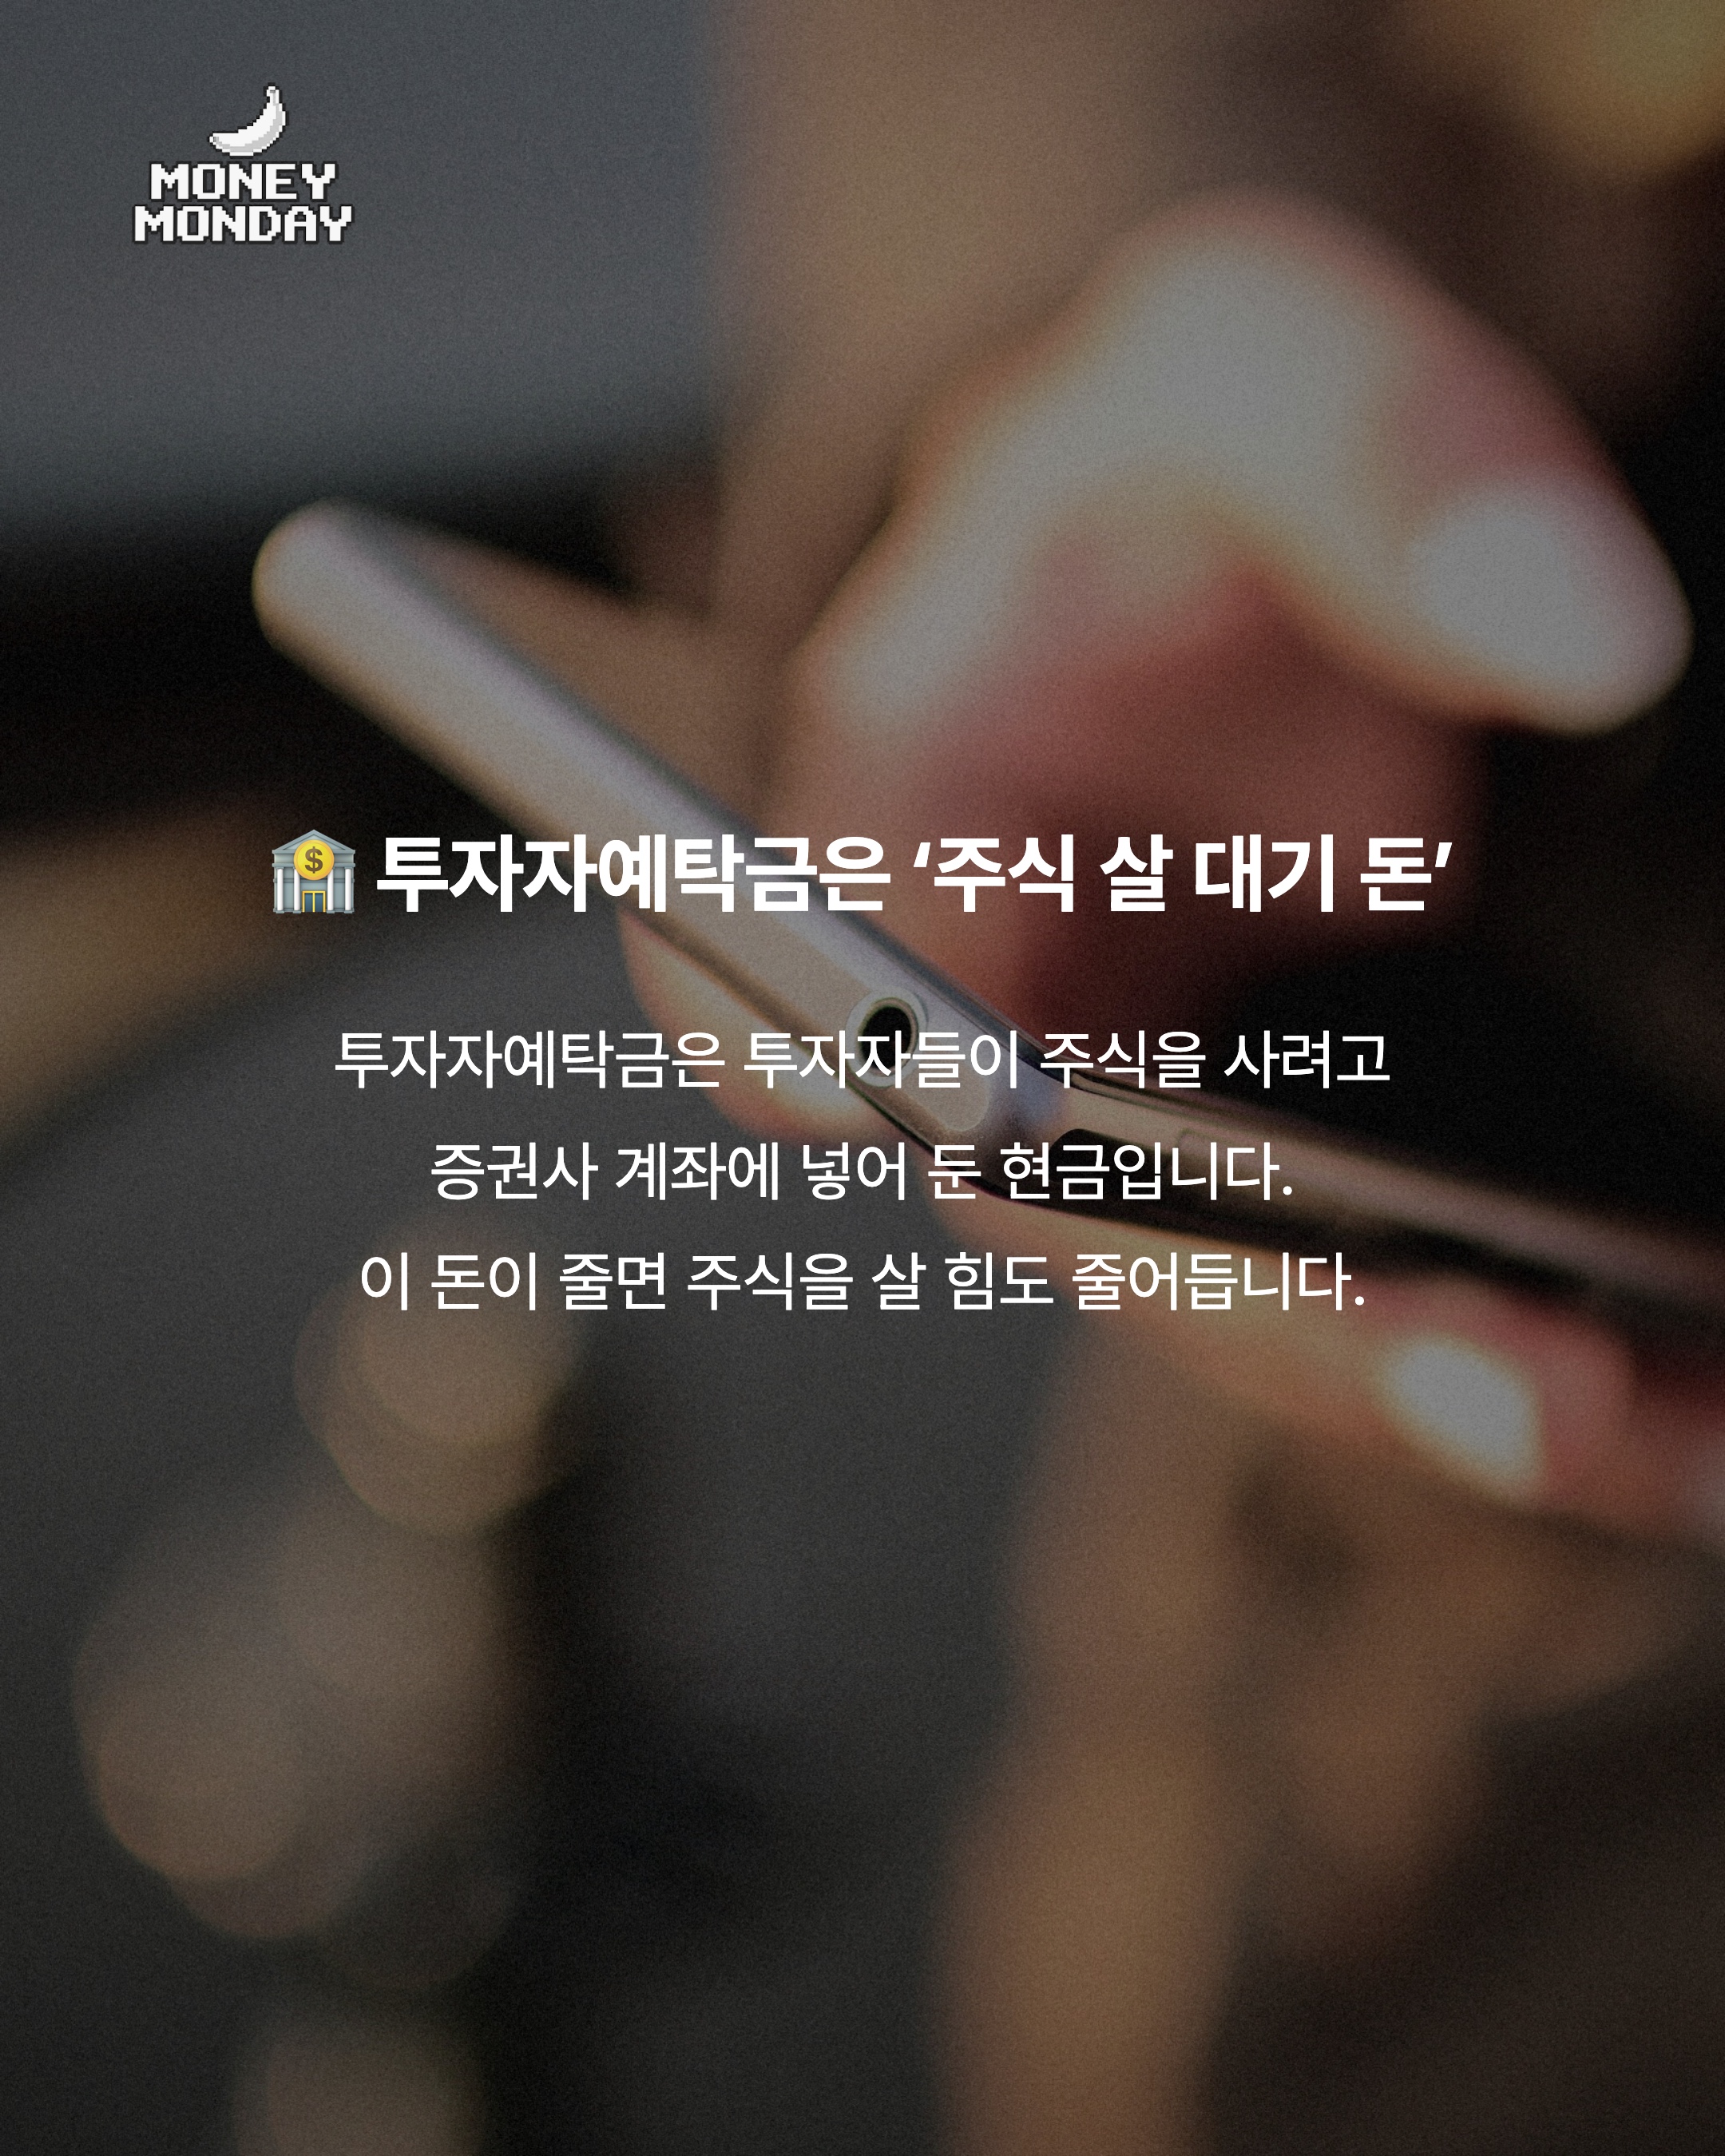 MONEY
MONDAY
투자자예탁금은 ‘주식 살 대기 돈’
투자자예탁금은 투자자들이 주식을 사려고
증권사 계좌에 넣어 둔 현금입니다.
이 돈이 줄면 주식을 살 힘도 줄어듭니다.